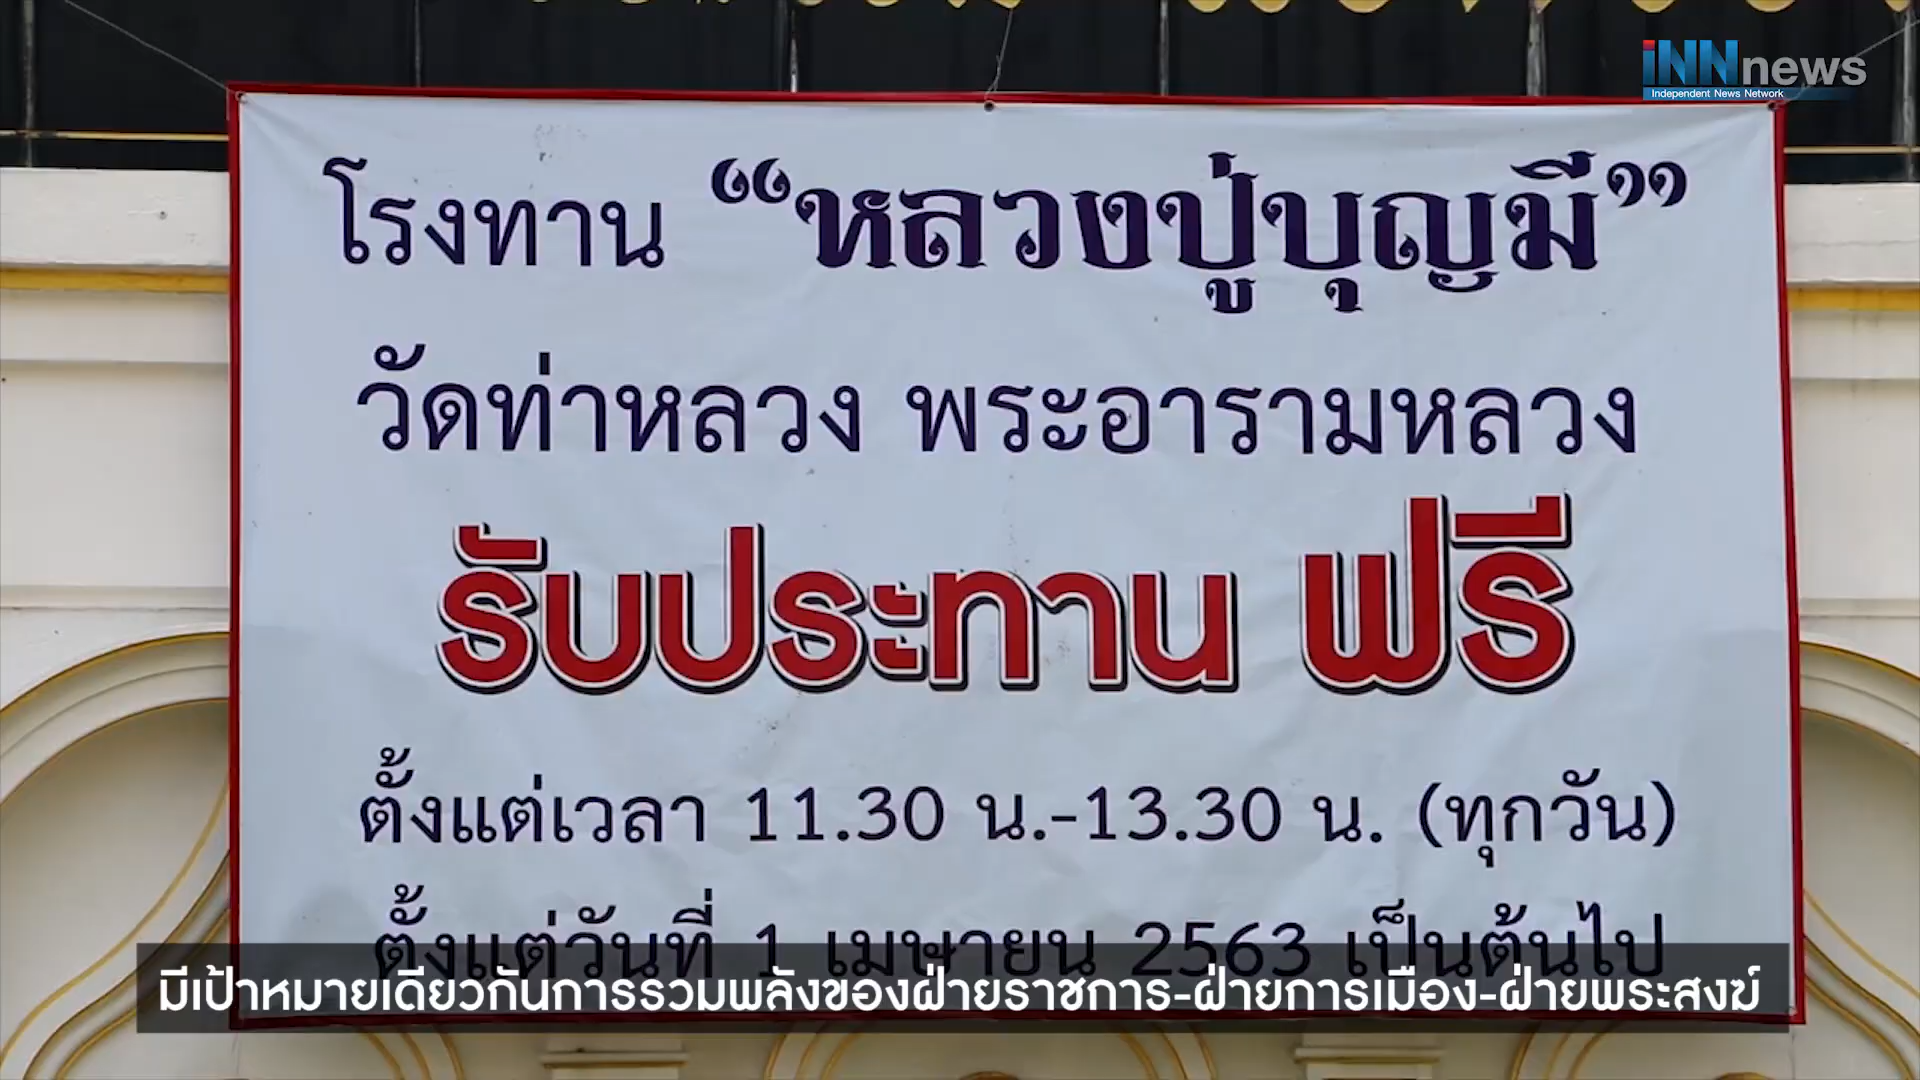 iNNnews
Independent News Network
โรงทาน “หลวงปู่บุญมี”
วัดท่าหลวง พระอารามหลวง
รับประทาน ฟรี
ตั้งแต่เวลา 11.30 น.-13.30 น. (ทุกวัน)
ตั้งแต่วันที่ 1 เมษายน 2563 เป็นต้นไป
มีเป้าหมายเดียวกันการรวมพลังของฝ่ายราชการ-ฝ่ายการเมือง-ฝ่ายพระสงฆ์